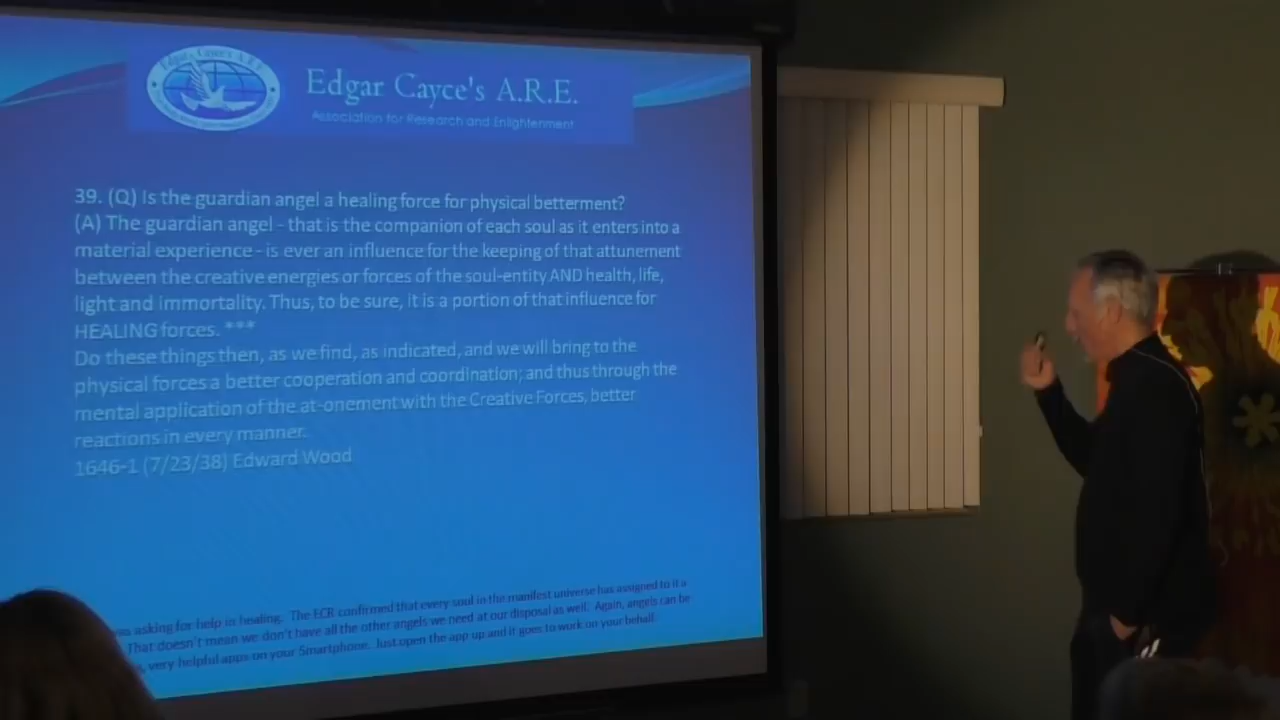 Edgar Cayce's A.R.E.
Edgar Cayce's A.R.E.
Association for Research and Enlightenment
39. (Q) Is the guardian angel a healing force for physical betterment?
(A) The guardian angel - that is the companion of each soul as it enters into a
material experience - is ever an influence for the keeping of that attunement
between the creative energies or forces of the soul-entity AND health, life,
light and immortality. Thus, to be sure, it is a portion of that influence for
HEALING forces. ***
Do these things then, as we find, as indicated, and we will bring to the
physical forces a better cooperation and coordination; and thus through the
mental application of the at-onement with the Creative Forces, better
reactions in every manner.
1646-1 (7/23/38) Edward Wood
was asking for help in healing. The ECR confirmed that every soul in the manifest universe has assigned to it a
That doesn't mean we don't have all the other angels we need at our disposal as well. Again, angels can be
very helpful apps on your Smartphone. Just open the app up and it goes to work on your behalf.